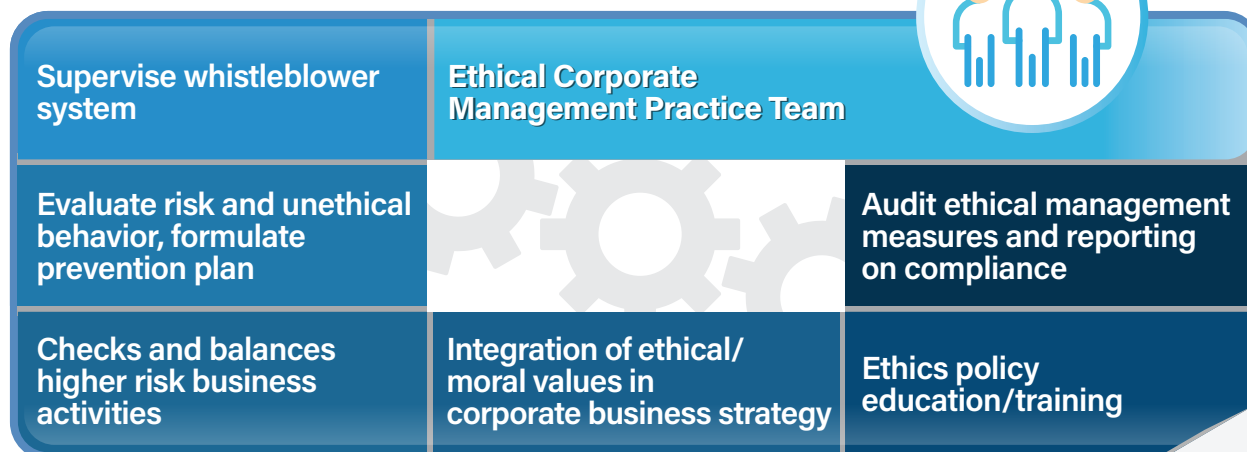 Supervise whistleblower
system
Ethical Corporate
Management Practice Team
Evaluate risk and unethical
behavior, formulate
prevention plan
Audit ethical management
measures and reporting
on compliance
Checks and balances
higher risk business
activities
Integration of ethical/
moral values in
corporate business strategy
Ethics policy
education/training